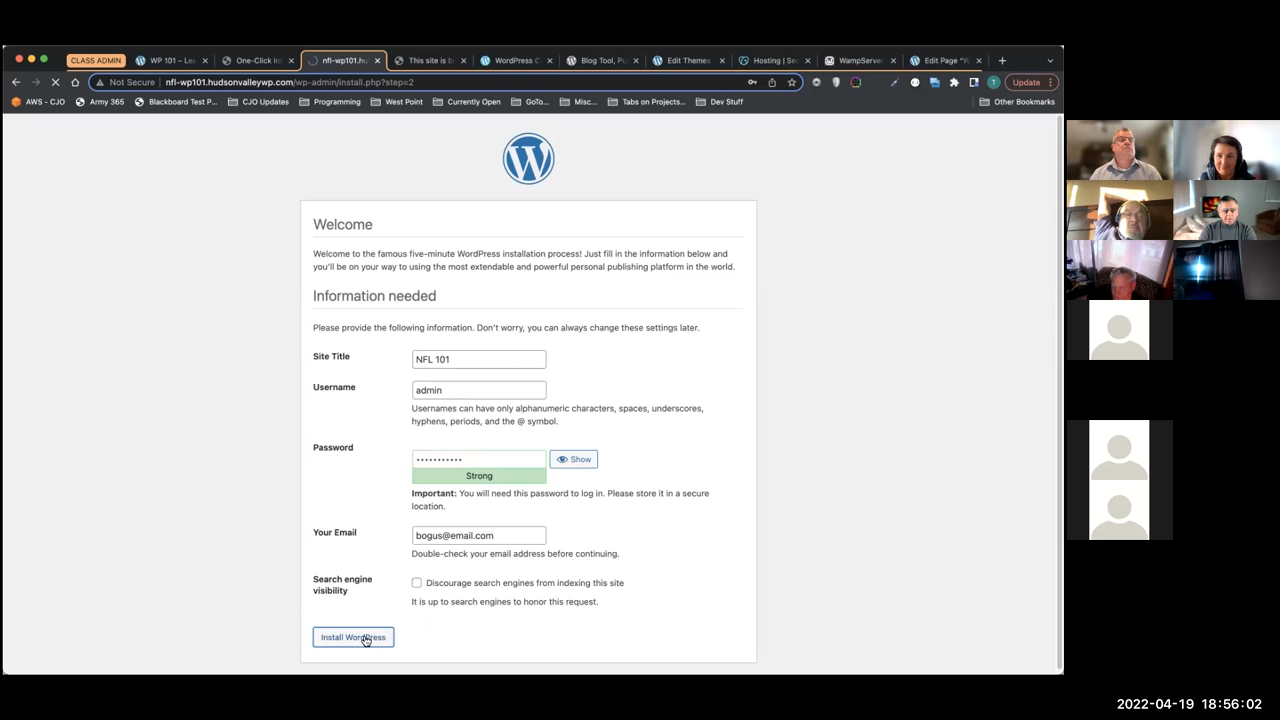 CLASS ADMIN
WP 101 – Lea
One-Click In
nfl-wp101.hu
This site is b
WordPress C
Blog Tool, Pu
Edit Themes
Hosting | Sec
WampServer
Edit Page "W
Not Secure
nfl-wp101.hudsonvalleywp.com/wp-admin/install.php?step=2
T
Update
AWS - CJO
Army 365
Blackboard Test P...
CJO Updates
Programming
West Point
Currently Open
GoTo...
Misc...
Tabs on Projects...
Dev Stuff
Other Bookmarks
W
Welcome
Welcome to the famous five-minute WordPress installation process! Just fill in the information below and
you'll be on your way to using the most extendable and powerful personal publishing platform in the world.
Information needed
Please provide the following information. Don't worry, you can always change these settings later.
Site Title
NFL 101
Username
admin
Usernames can have only alphanumeric characters, spaces, underscores,
hyphens, periods, and the @ symbol.
Password
•••••••••••
Show
Strong
Important: You will need this password to log in. Please store it in a secure
location.
Your Email
bogus@email.com
Double-check your email address before continuing.
Search engine
visibility
Discourage search engines from indexing this site
It is up to search engines to honor this request.
Install WordPress
2022-04-19 18:56:02